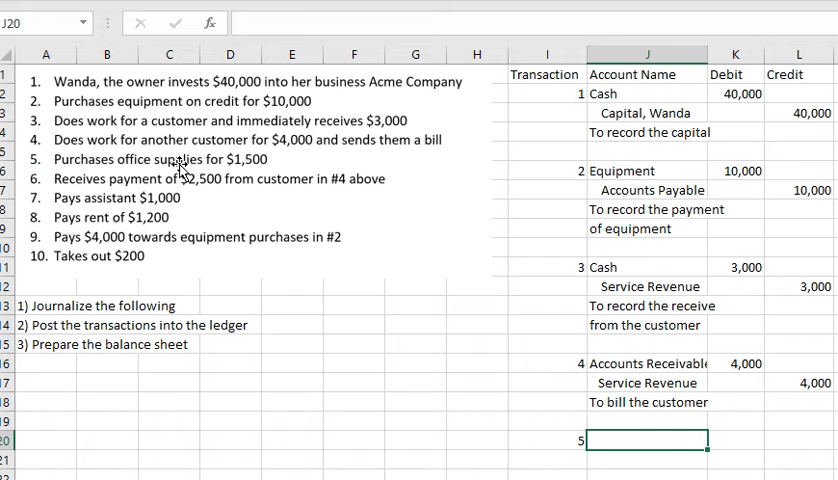 J20
fx
A B C D E F G H I J K L
1. Wanda, the owner invests $40,000 into her business Acme Company
2. Purchases equipment on credit for $10,000
3. Does work for a customer and immediately receives $3,000
4. Does work for another customer for $4,000 and sends them a bill
5. Purchases office supplies for $1,500
6. Receives payment of $2,500 from customer in #4 above
7. Pays assistant $1,000
8. Pays rent of $1,200
9. Pays $4,000 towards equipment purchases in #2
10. Takes out $200
1) Journalize the following
2) Post the transactions into the ledger
3) Prepare the balance sheet
Transaction Account Name Debit Credit
1 Cash 40,000
Capital, Wanda 40,000
To record the capital
2 Equipment 10,000
Accounts Payable 10,000
To record the payment
of equipment
3 Cash 3,000
Service Revenue 3,000
To record the receive
from the customer
4 Accounts Receivable 4,000
Service Revenue 4,000
To bill the customer
5